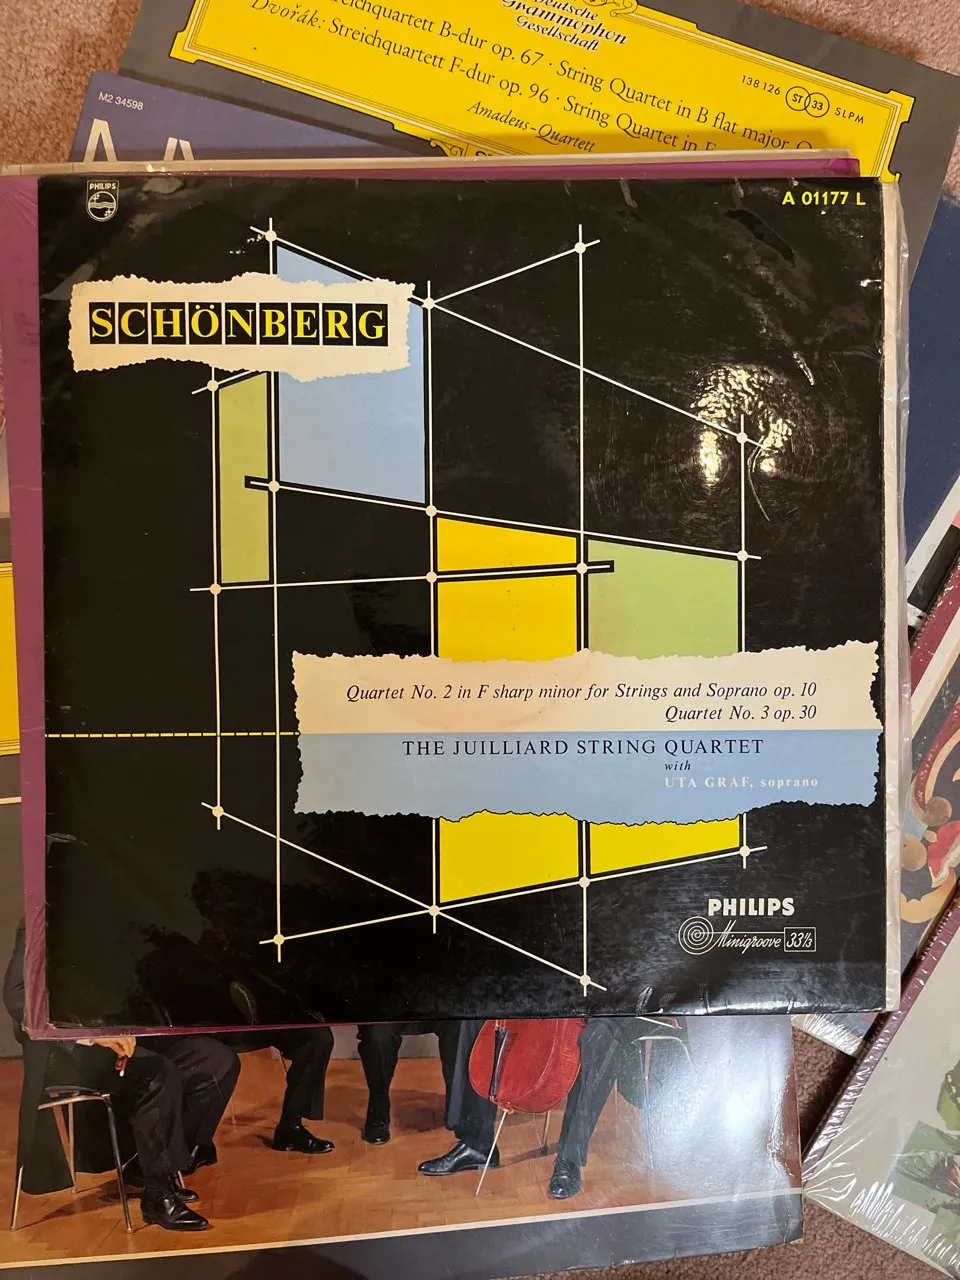 Deutsche
Grammophon
Gesellschaft
Streichquartett B-dur op. 67 · String Quartet in B flat major,
Dvořák: Streichquartett F-dur op. 96 · String Quartet in F
Amadeus-Quartett
138 126 ST 33 SLPM
M2 34598
PHILIPS
A 01177 L
SCHÖNBERG
Quartet No. 2 in F sharp minor for Strings and Soprano op. 10
Quartet No. 3 op. 30
THE JUILLIARD STRING QUARTET
with
UTA GRAF, soprano
PHILIPS
Minigroove 33⅓